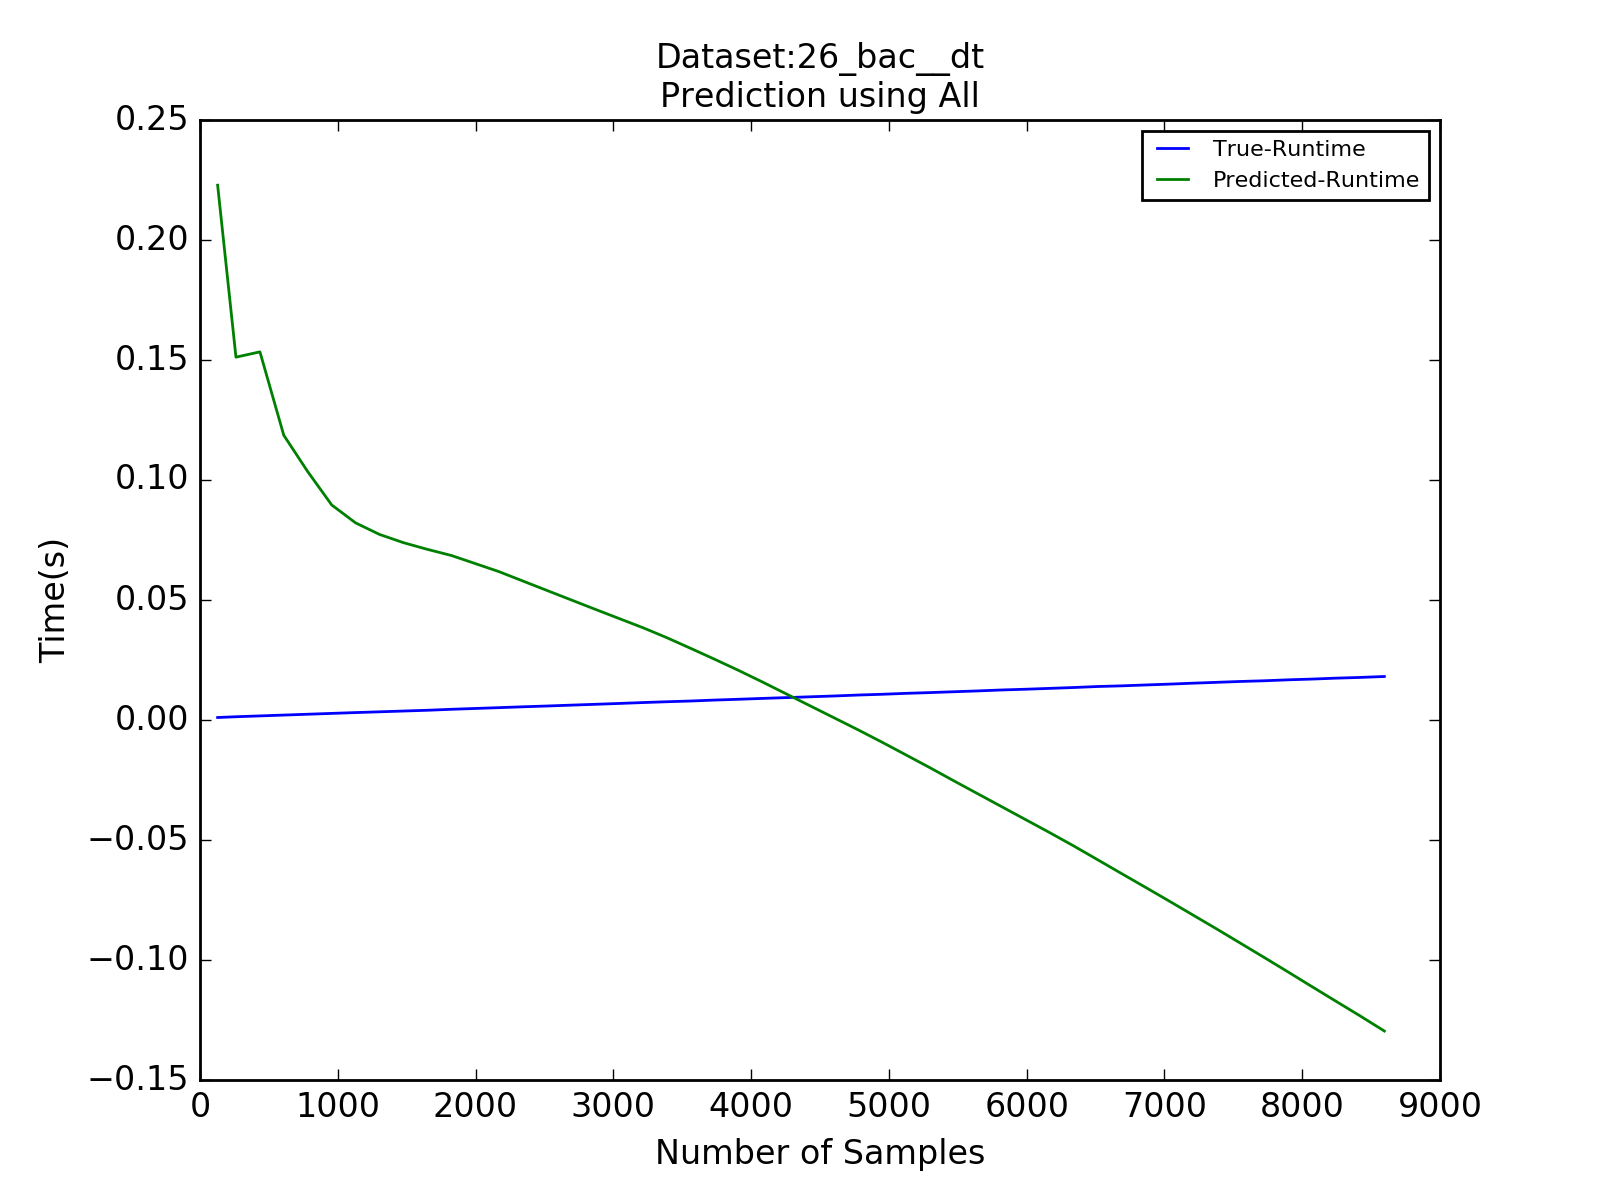 Dataset:26_bac__dt
Prediction using All
True-Runtime
Predicted-Runtime
0.25
0.20
0.15
0.10
0.05
0.00
−0.05
−0.10
−0.15
Time(s)
0 1000 2000 3000 4000 5000 6000 7000 8000 9000
Number of Samples